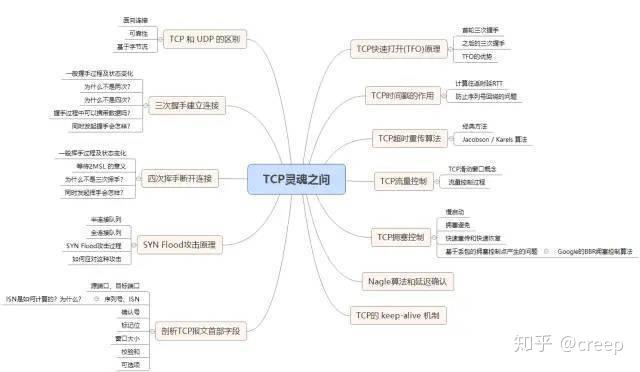 TCP灵魂之问
TCP 和 UDP 的区别
面向连接
可靠性
基于字节流
三次握手建立连接
一般握手过程及状态变化
为什么不是两次?
为什么不是四次?
握手过程中可以携带数据吗?
同时发起握手会怎样?
四次挥手断开连接
一般挥手过程及状态变化
等待2MSL 的意义
为什么不是三次挥手?
同时发起挥手会怎样?
SYN Flood攻击原理
半连接队列
全连接队列
SYN Flood攻击过程
如何应对这种攻击
剖析TCP报文首部字段
源端口、目标端口
序列号、ISN
ISN是如何计算的? 为什么?
确认号
标记位
窗口大小
校验和
可选项
TCP快速打开(TFO)原理
首轮三次握手
之后的三次握手
TFO的优势
TCP时间戳的作用
计算往返时延RTT
防止序列号回绕的问题
TCP超时重传算法
经典方法
Jacobson / Karels 算法
TCP流量控制
TCP滑动窗口概念
流量控制过程
TCP拥塞控制
慢启动
拥塞避免
快速重传和快速恢复
基于丢包的拥塞控制点产生的问题
Google的BBR拥塞控制算法
Nagle算法和延迟确认
TCP的 keep-alive 机制
知乎 @creep